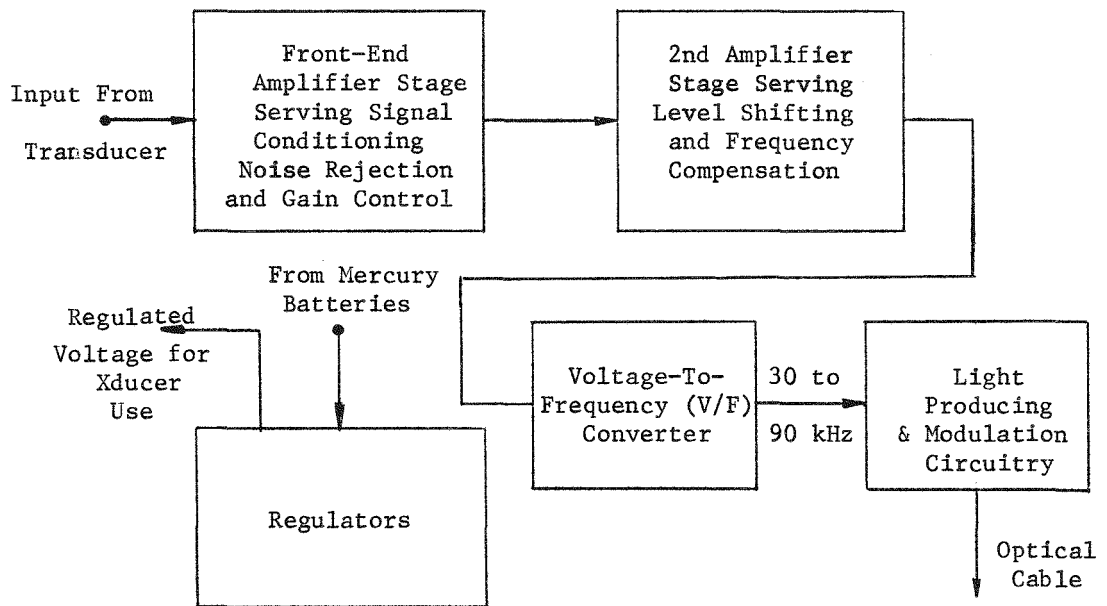 Front-End
Amplifier Stage
Serving Signal
Conditioning
Noise Rejection
and Gain Control
2nd Amplifier
Stage Serving
Level Shifting
and Frequency
Compensation
Input From
Transducer
From Mercury
Batteries
Regulated
Voltage for
Xducer
Use
Voltage-To-
Frequency (V/F)
Converter
30 to
90 kHz
Light
Producing
& Modulation
Circuitry
Regulators
Optical
Cable